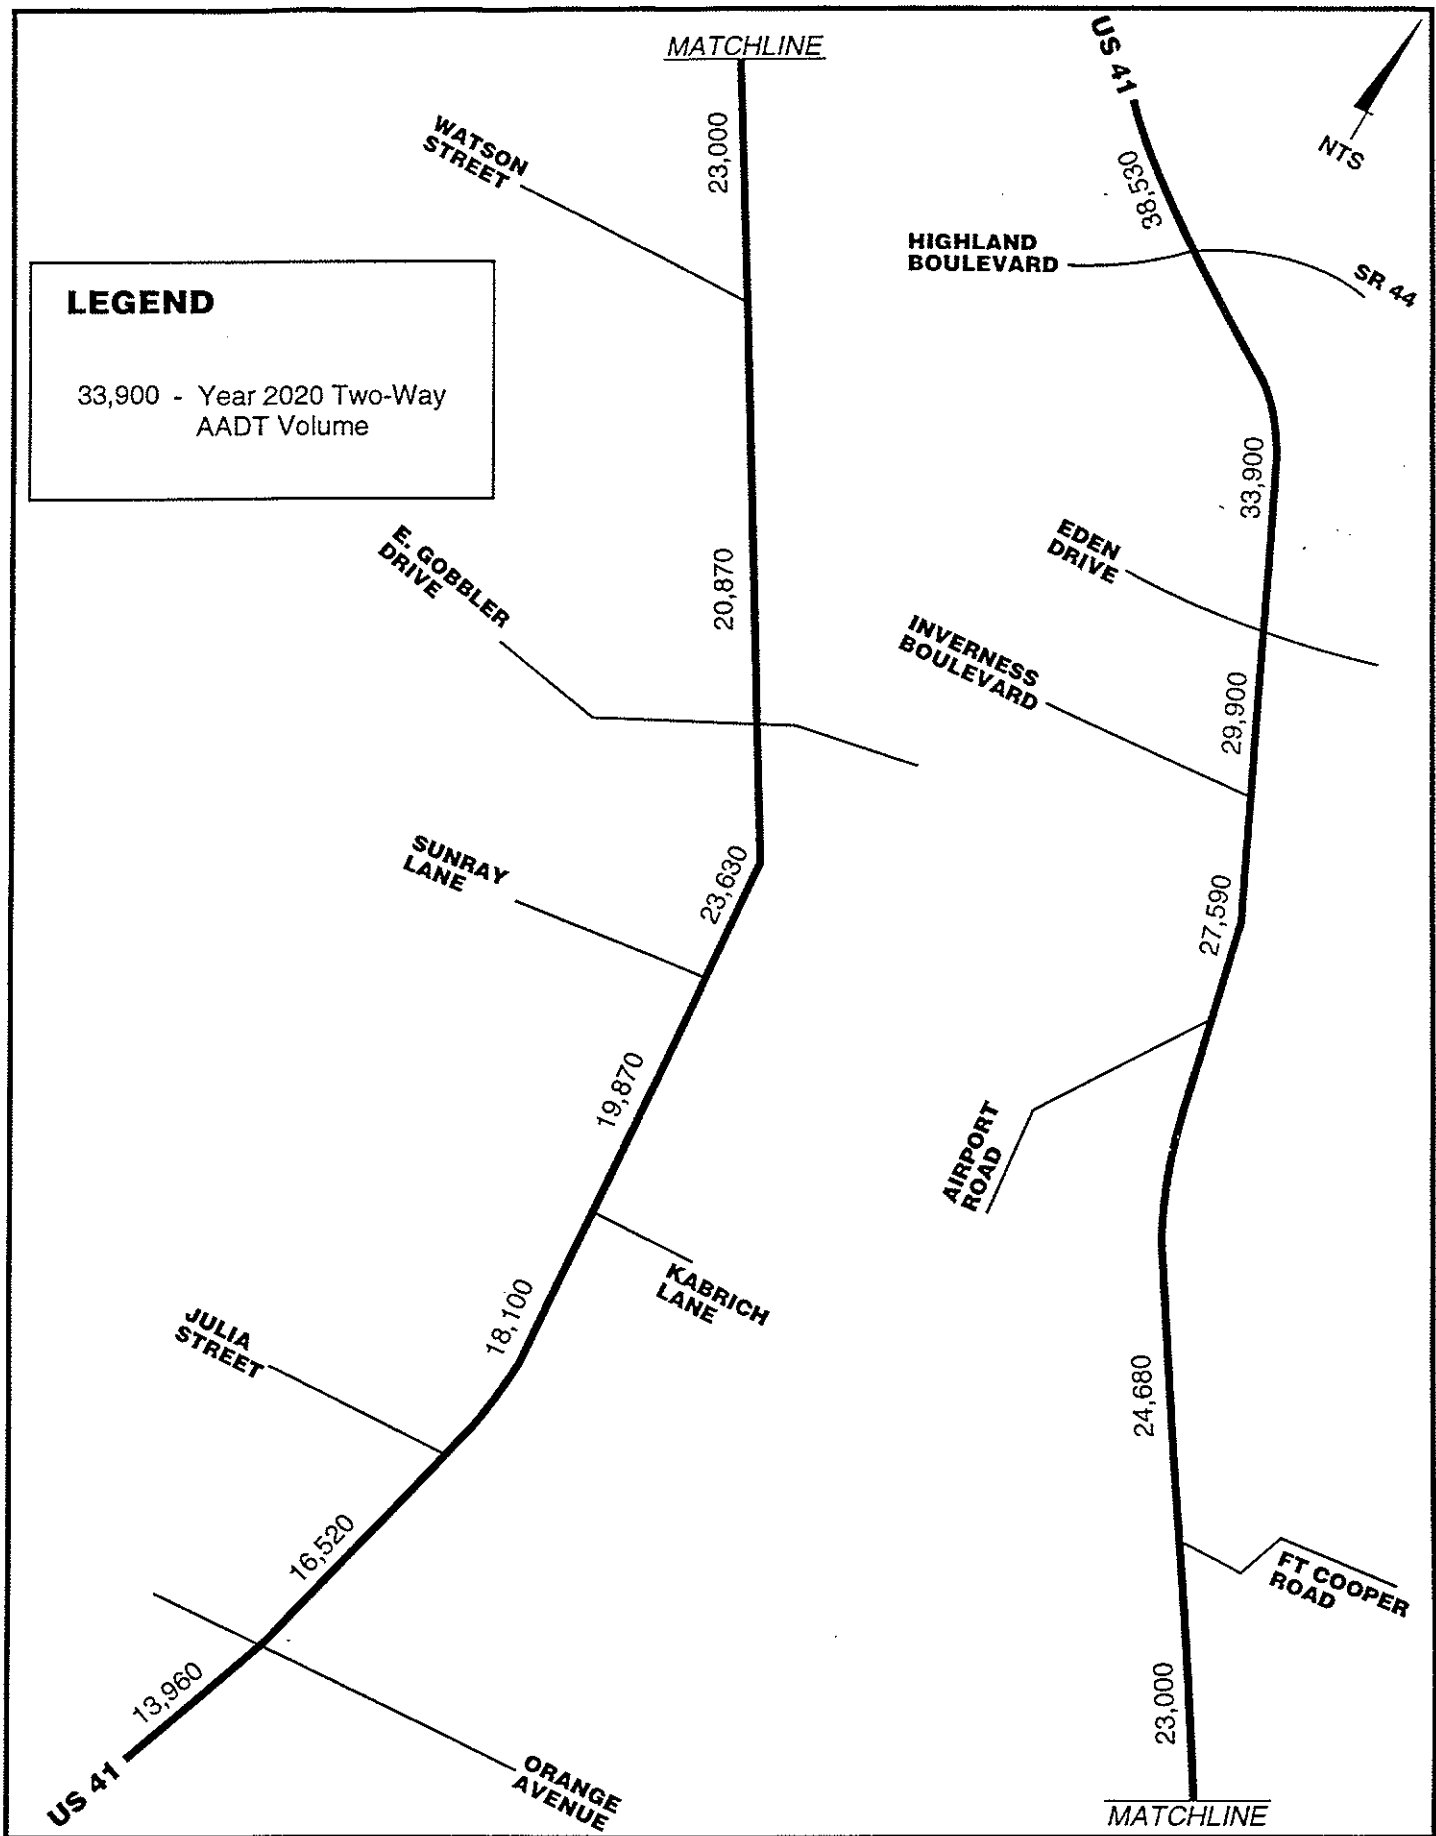 MATCHLINE
US 41
NTS
23,000
WATSON
STREET
38,530
HIGHLAND
BOULEVARD
SR 44
LEGEND
33,900 - Year 2020 Two-Way
AADT Volume
33,900
E. GOBBLER
DRIVE
20,870
EDEN
DRIVE
INVERNESS
BOULEVARD
29,900
SUNRAY
LANE
23,630
27,590
19,870
AIRPORT
ROAD
KABRICH
LANE
18,100
JULIA
STREET
24,680
16,520
FT COOPER
ROAD
13,960
23,000
US 41
ORANGE
AVENUE
MATCHLINE